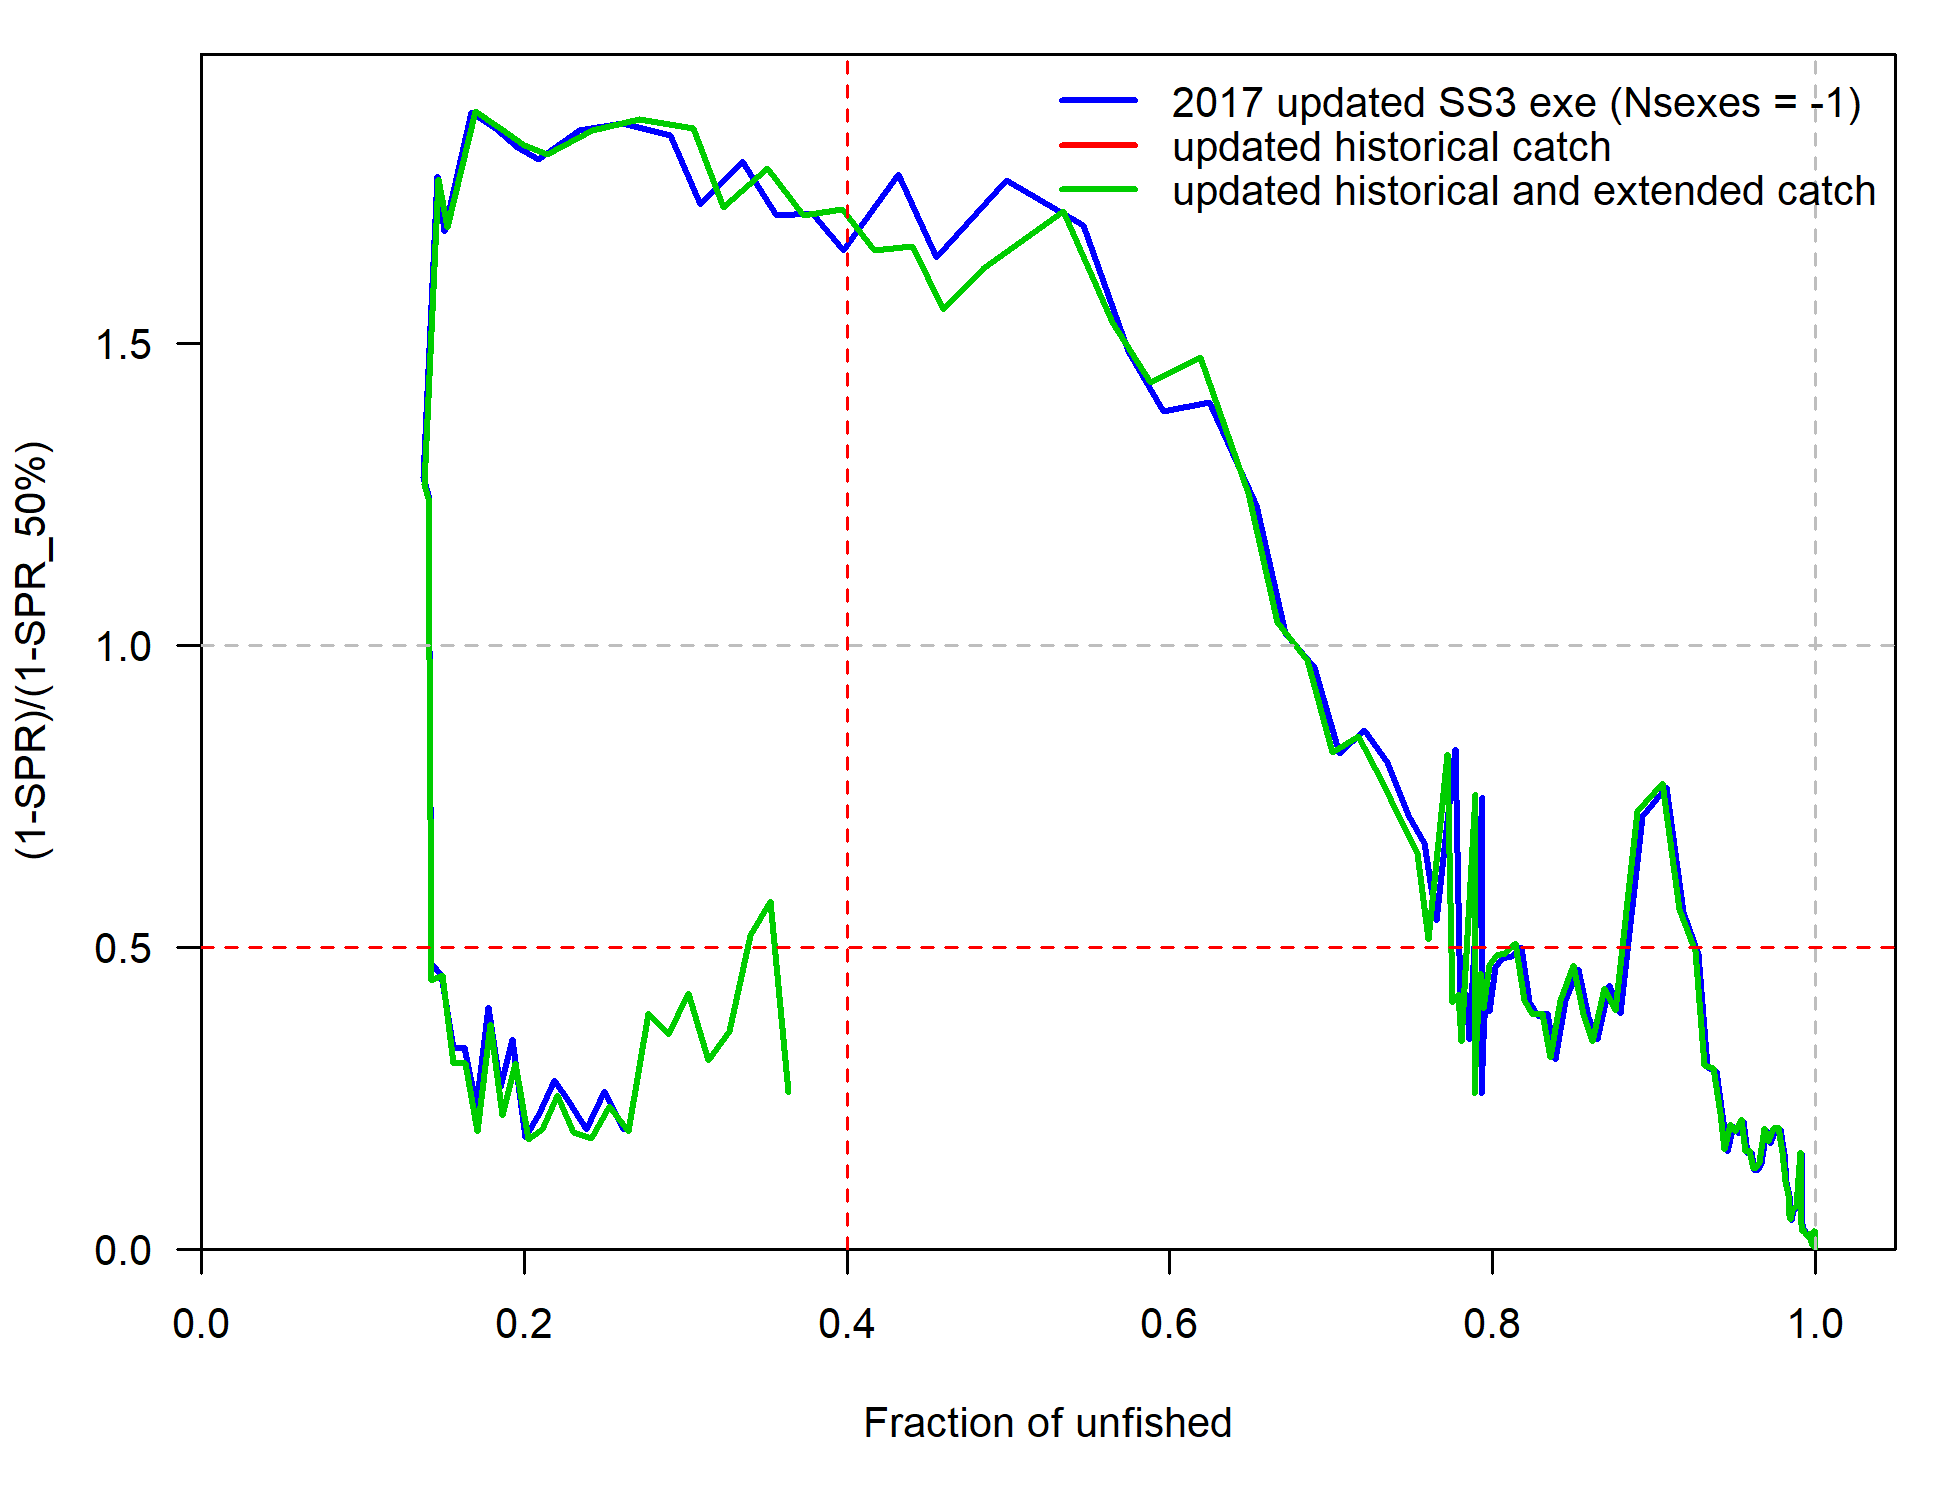 2017 updated SS3 exe (Nsexes = -1)
updated historical catch
updated historical and extended catch
(1-SPR)/(1-SPR_50%)
1.5
1.0
0.5
0.0
0.0 0.2 0.4 0.6 0.8 1.0
Fraction of unfished